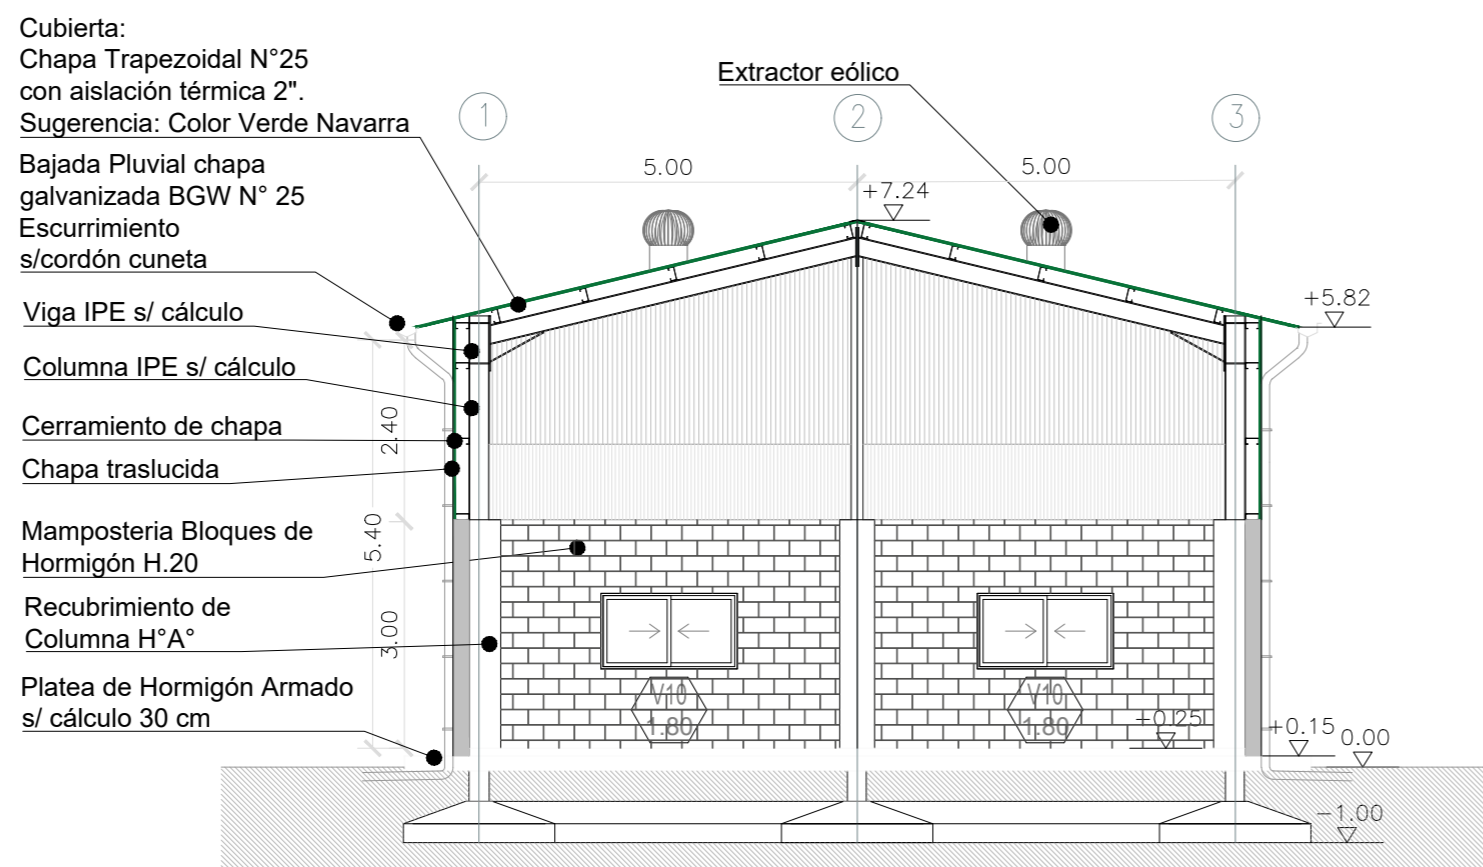 Cubierta:
Chapa Trapezoidal N°25
con aislación térmica 2".
Sugerencia: Color Verde Navarra
Bajada Pluvial chapa
galvanizada BGW N° 25
Escurrimiento
s/cordón cuneta
Viga IPE s/ cálculo
Columna IPE s/ cálculo
Cerramiento de chapa
Chapa traslucida
Mamposteria Bloques de
Hormigón H.20
Recubrimiento de
Columna H°A°
Platea de Hormigón Armado
s/ cálculo 30 cm
Extractor eólico
1
2
3
5.00
5.00
+7.24
+5.82
2.40
5.40
3.00
V10
1.80
V10
1.80
+0.25
+0.15
0.00
-1.00